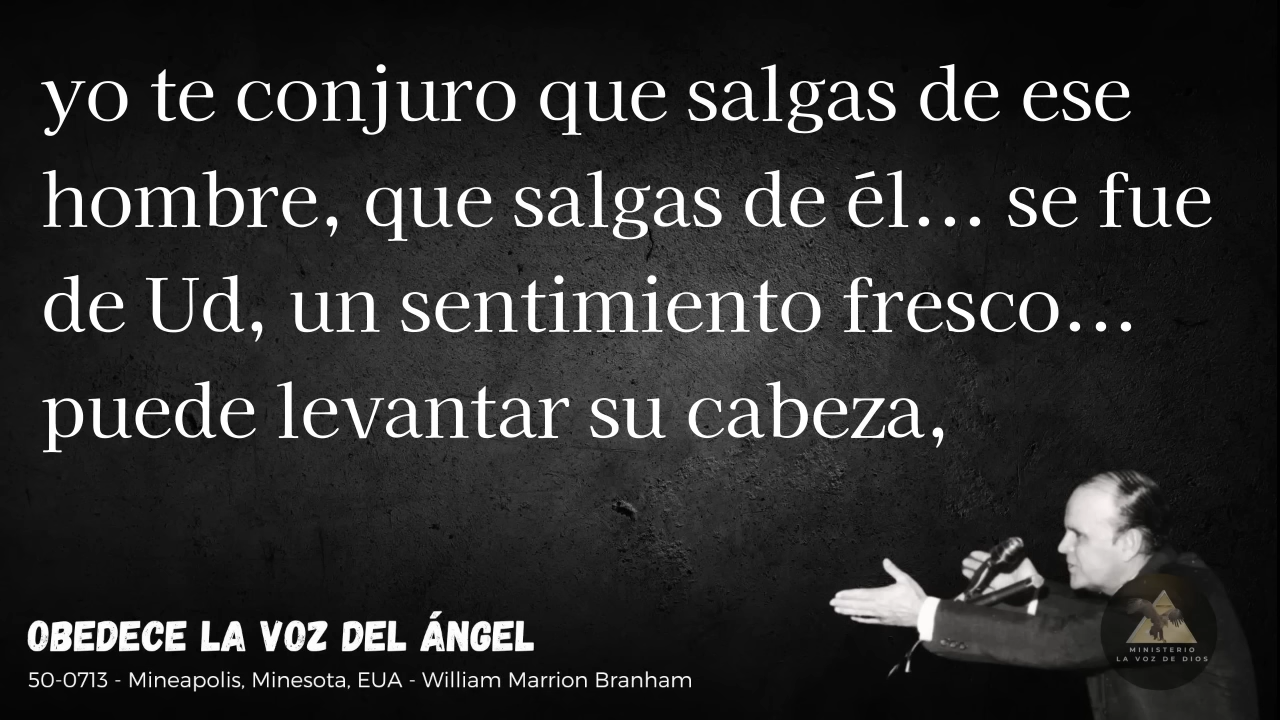 yo te conjuro que salgas de ese
hombre, que salgas de él... se fue
de Ud, un sentimiento fresco...
puede levantar su cabeza,
OBEDECE LA VOZ DEL ÁNGEL
50-0713 - Mineapolis, Minesota, EUA - William Marrion Branham
MINISTERIO
LA VOZ DE DIOS